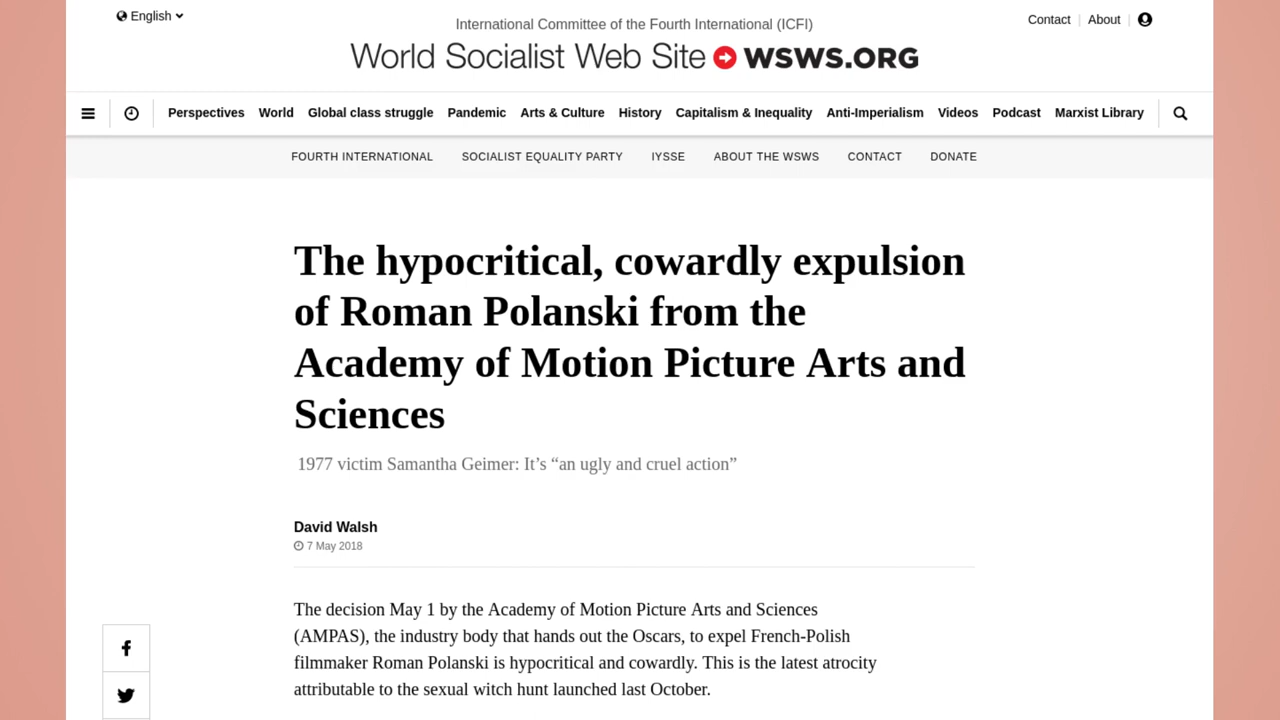 English
International Committee of the Fourth International (ICFI)
Contact | About |
World Socialist Web Site WSWS.ORG
Perspectives World Global class struggle Pandemic Arts & Culture History Capitalism & Inequality Anti-Imperialism Videos Podcast Marxist Library
FOURTH INTERNATIONAL SOCIALIST EQUALITY PARTY IYSSE ABOUT THE WSWS CONTACT DONATE
The hypocritical, cowardly expulsion
of Roman Polanski from the
Academy of Motion Picture Arts and
Sciences
1977 victim Samantha Geimer: It’s “an ugly and cruel action”
David Walsh
7 May 2018
The decision May 1 by the Academy of Motion Picture Arts and Sciences
(AMPAS), the industry body that hands out the Oscars, to expel French-Polish
filmmaker Roman Polanski is hypocritical and cowardly. This is the latest atrocity
attributable to the sexual witch hunt launched last October.